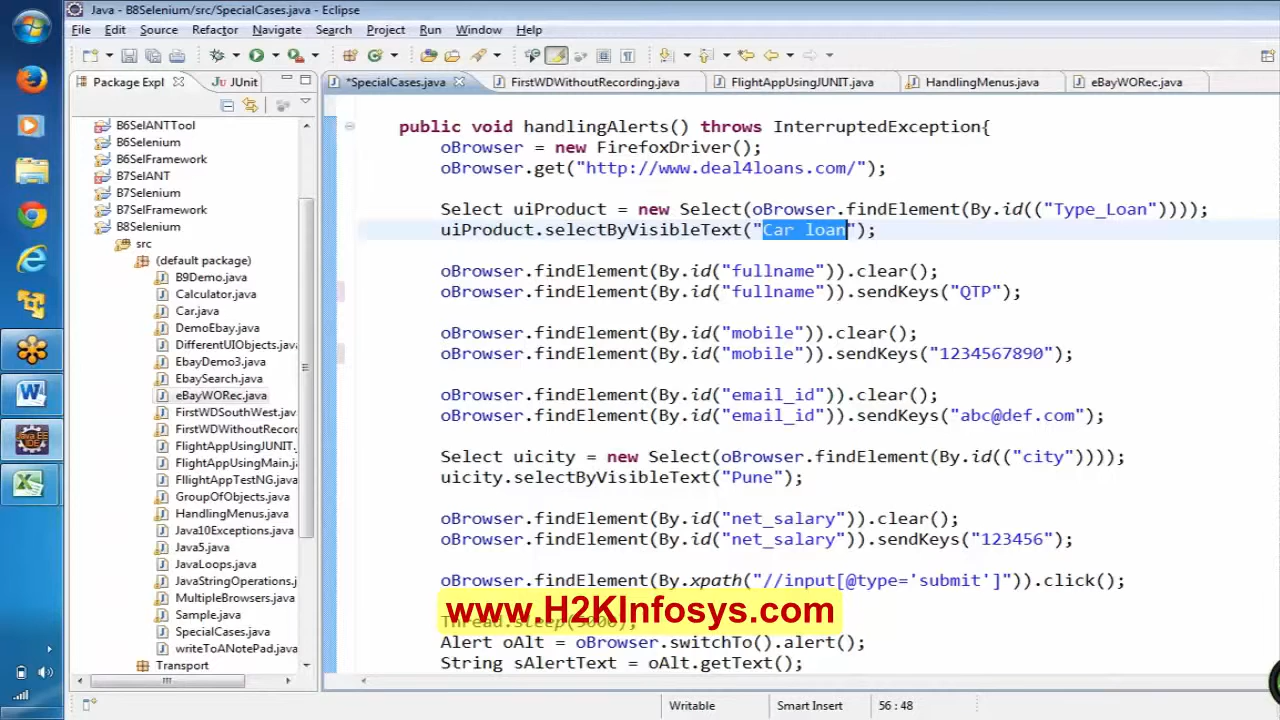 Java - B8Selenium/src/SpecialCases.java - Eclipse
File Edit Source Refactor Navigate Search Project Run Window Help
Package Expl JUnit
*SpecialCases.java FirstWDWithoutRecording.java FlightAppUsingJUNIT.java HandlingMenus.java eBayWORec.java
B6SelANTTool
B6Selenium
B6SelFramework
B7SelANT
B7Selenium
B7SelFramework
B8Selenium
src
(default package)
B9Demo.java
Calculator.java
Car.java
DemoEbay.java
DifferentUIObjects.java
EbayDemo3.java
EbaySearch.java
eBayWORec.java
FirstWDSouthWest.jav
FirstWDWithoutRecord
FlightAppUsingJUNIT.
FlightAppUsingMain.ja
FlIightAppTestNG.java
GroupOfObjects.java
HandlingMenus.java
Java10Exceptions.java
Java5.java
JavaLoops.java
JavaStringOperations.j
MultipleBrowsers.java
Sample.java
SpecialCases.java
writeToANotePad.java
Transport
public void handlingAlerts() throws InterruptedException{
oBrowser = new FirefoxDriver();
oBrowser.get("http://www.deal4loans.com/");
Select uiProduct = new Select(oBrowser.findElement(By.id(("Type_Loan"))));
uiProduct.selectByVisibleText("Car loan");
oBrowser.findElement(By.id("fullname")).clear();
oBrowser.findElement(By.id("fullname")).sendKeys("QTP");
oBrowser.findElement(By.id("mobile")).clear();
oBrowser.findElement(By.id("mobile")).sendKeys("1234567890");
oBrowser.findElement(By.id("email_id")).clear();
oBrowser.findElement(By.id("email_id")).sendKeys("abc@def.com");
Select uicity = new Select(oBrowser.findElement(By.id(("city"))));
uicity.selectByVisibleText("Pune");
oBrowser.findElement(By.id("net_salary")).clear();
oBrowser.findElement(By.id("net_salary")).sendKeys("123456");
oBrowser.findElement(By.xpath("//input[@type='submit']")).click();
www.H2KInfosys.com
Thread.sleep(5000);
Alert oAlt = oBrowser.switchTo().alert();
String sAlertText = oAlt.getText();
Writable Smart Insert 56 : 48